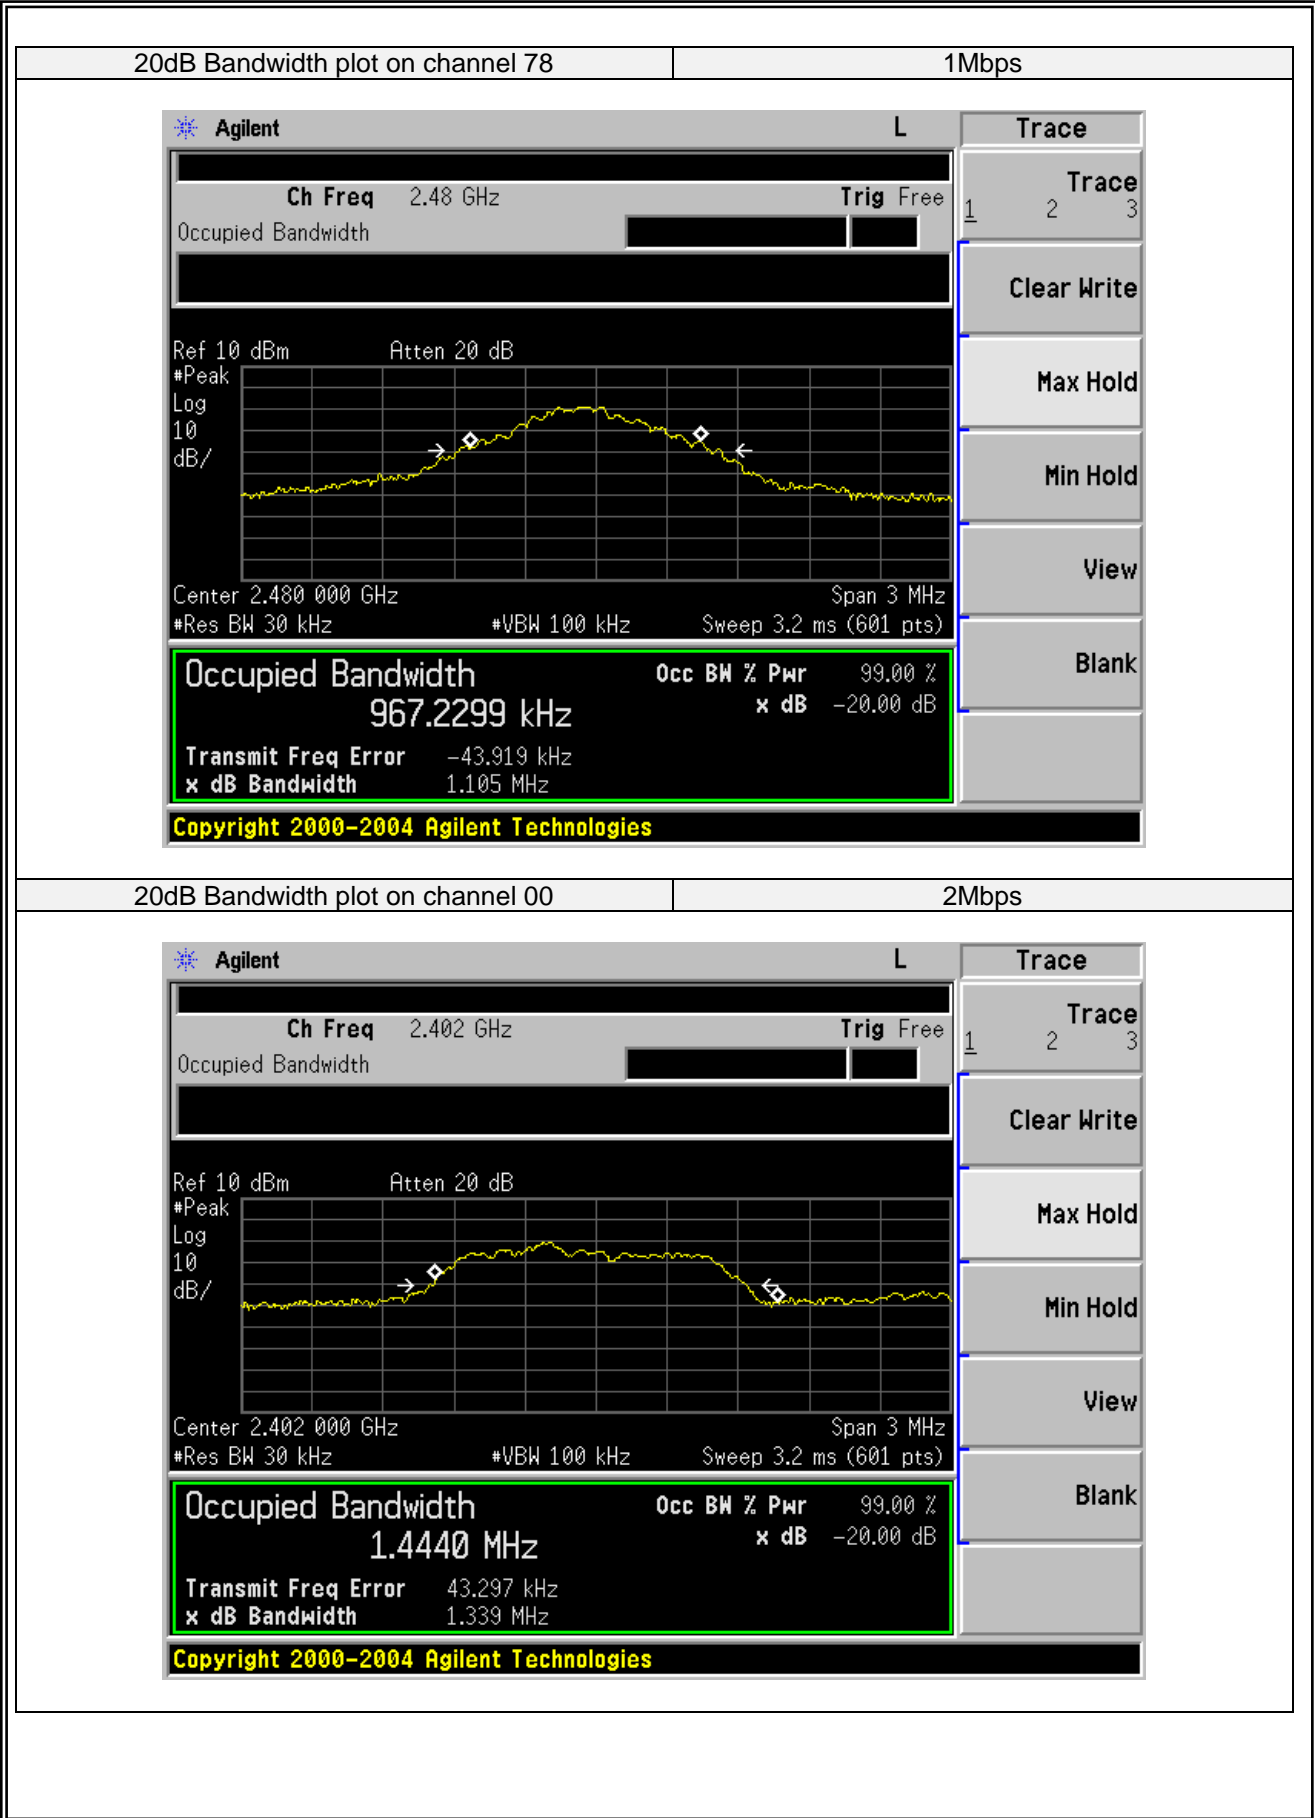 20dB Bandwidth plot on channel 78 1Mbps
Agilent L Trace
Ch Freq 2.48 GHz Trig Free
Occupied Bandwidth
Trace
1 2 3
Clear Write
Ref 10 dBm Atten 20 dB
#Peak
Log
10
dB/
Max Hold
Min Hold
View
Center 2.480 000 GHz Span 3 MHz
#Res BW 30 kHz #VBW 100 kHz Sweep 3.2 ms (601 pts)
Occupied Bandwidth Occ BW % Pwr 99.00 %
967.2299 kHz x dB -20.00 dB
Blank
Transmit Freq Error -43.919 kHz
x dB Bandwidth 1.105 MHz
Copyright 2000-2004 Agilent Technologies
20dB Bandwidth plot on channel 00 2Mbps
Agilent L Trace
Ch Freq 2.402 GHz Trig Free
Occupied Bandwidth
Trace
1 2 3
Clear Write
Ref 10 dBm Atten 20 dB
#Peak
Log
10
dB/
Max Hold
Min Hold
View
Center 2.402 000 GHz Span 3 MHz
#Res BW 30 kHz #VBW 100 kHz Sweep 3.2 ms (601 pts)
Occupied Bandwidth Occ BW % Pwr 99.00 %
1.4440 MHz x dB -20.00 dB
Blank
Transmit Freq Error 43.297 kHz
x dB Bandwidth 1.339 MHz
Copyright 2000-2004 Agilent Technologies